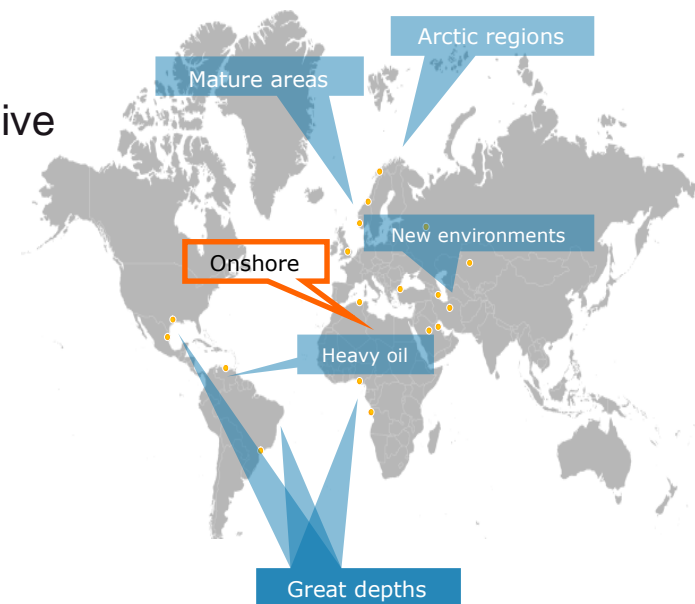 Arctic regions
Mature areas
ive
New environments
Onshore
Heavy oil
Great depths